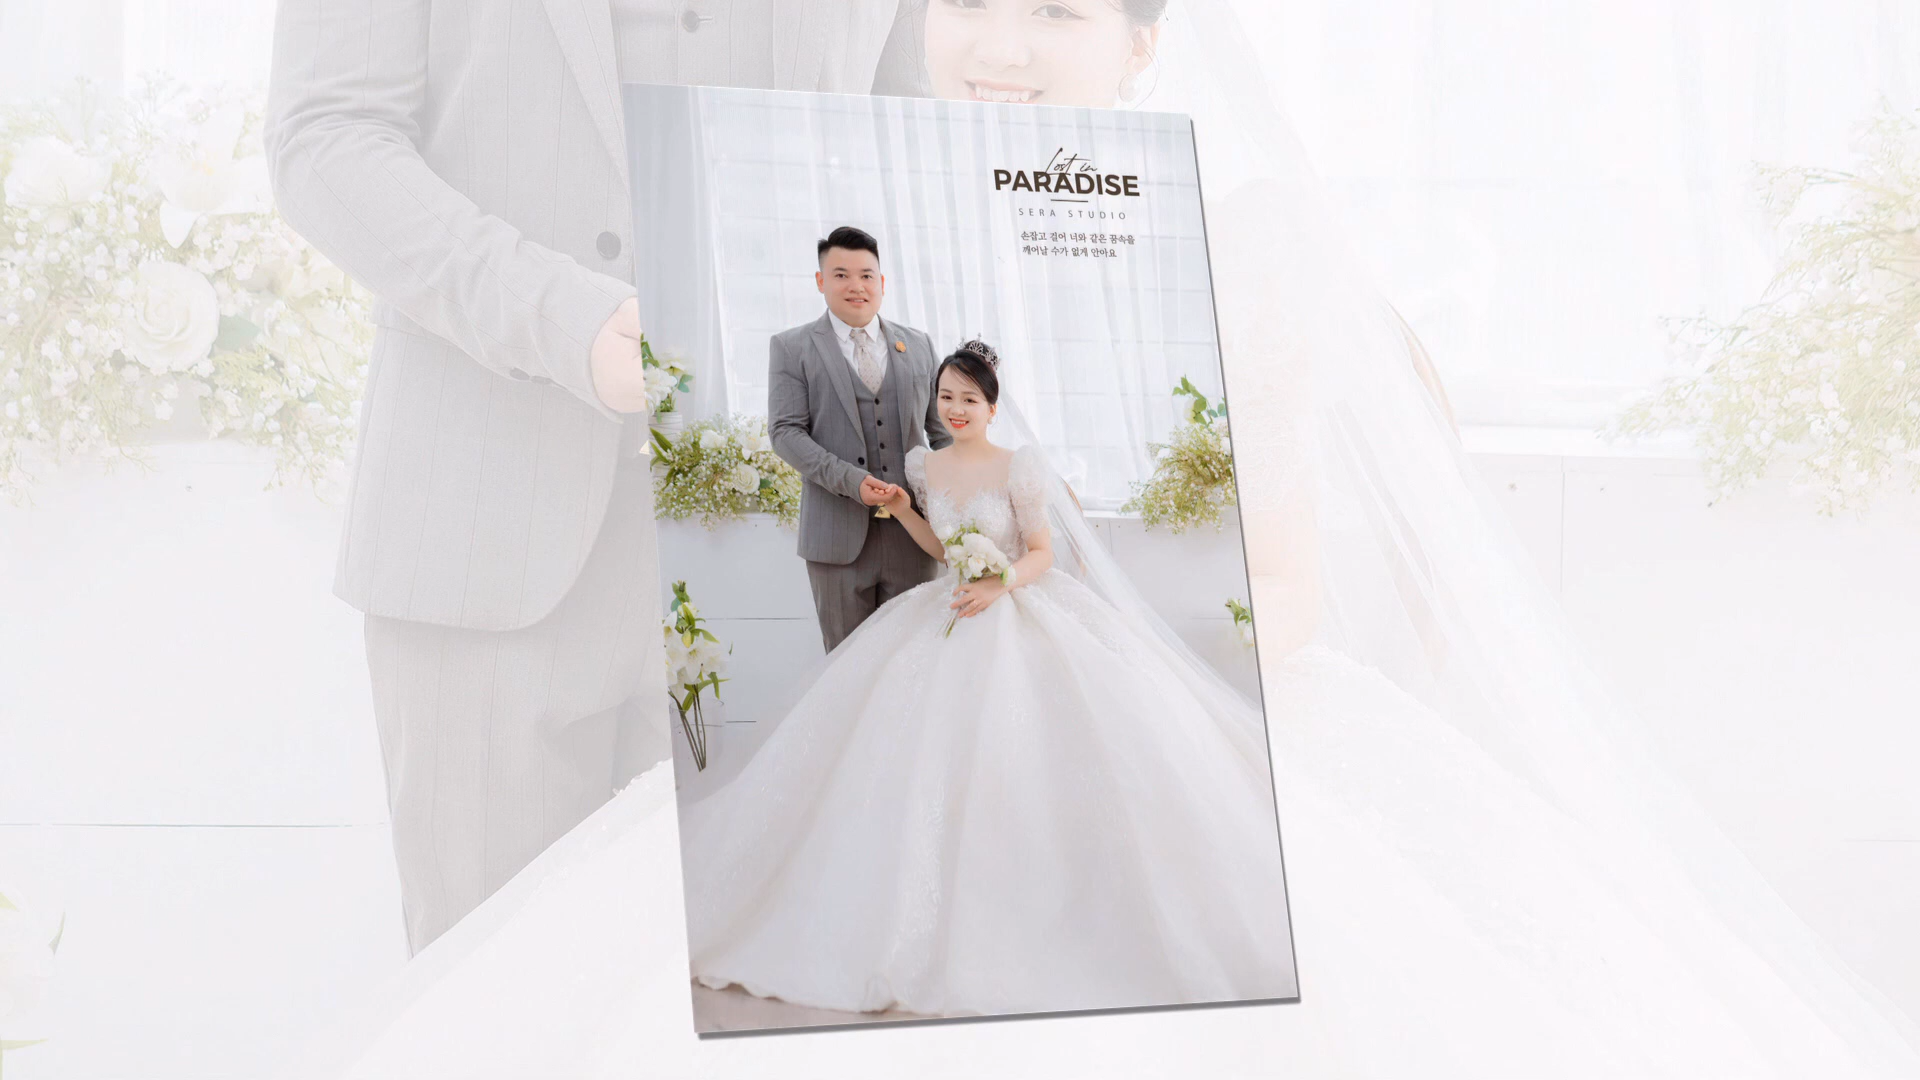 Lost in
PARADISE
SERA STUDIO
손잡고 걸어 너와 같은 꿈속을
깨어날 수가 없게 안아요